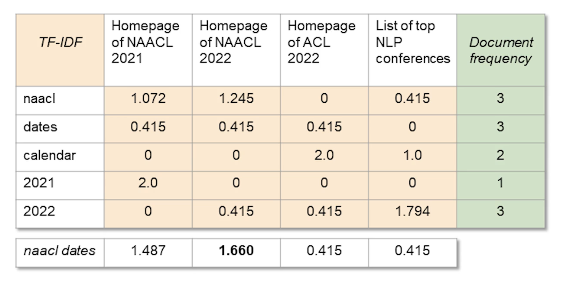 TF-IDF Homepage of NAACL 2021 Homepage of NAACL 2022 Homepage of ACL 2022 List of top NLP conferences Document frequency
naacl 1.072 1.245 0 0.415 3
dates 0.415 0.415 0.415 0 3
calendar 0 0 2.0 1.0 2
2021 2.0 0 0 0 1
2022 0 0.415 0.415 1.794 3
naacl dates 1.487 1.660 0.415 0.415